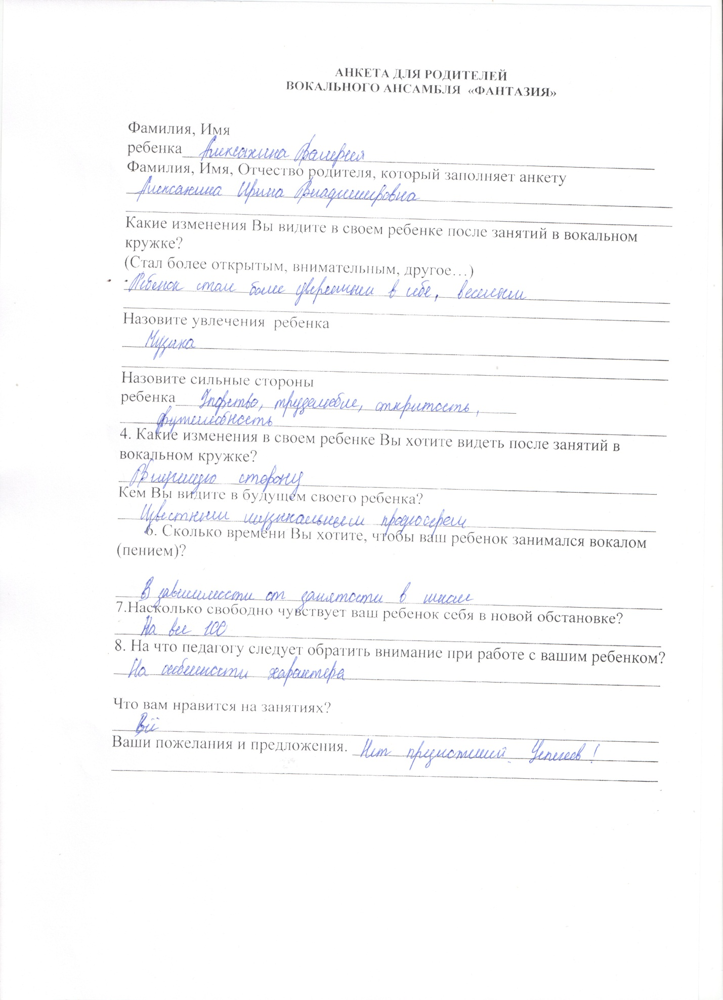 АНКЕТА ДЛЯ РОДИТЕЛЕЙ
ВОКАЛЬНОГО АНСАМБЛЯ «ФАНТАЗИЯ»
Фамилия, Имя
ребенка Алексахина Валерия
Фамилия, Имя, Отчество родителя, который заполняет анкету
Алексахина Ирина Владимировна
Какие изменения Вы видите в своем ребенке после занятий в вокальном
кружке?
(Стал более открытым, внимательным, другое…)
Ребенок стал более уверенным в себе, веселым
Назовите увлечения ребенка
Музыка
Назовите сильные стороны
ребенка Упорство, трудолюбие, открытость,
дружелюбность
4. Какие изменения в своем ребенке Вы хотите видеть после занятий в
вокальном кружке?
В лучшую сторону
Кем Вы видите в будущем своего ребенка?
Известным музыкальным продюсерем
6. Сколько времени Вы хотите, чтобы ваш ребенок занимался вокалом
(пением)?
В зависимости от занятости в школе
7.Насколько свободно чувствует ваш ребенок себя в новой обстановке?
На все 100
8. На что педагогу следует обратить внимание при работе с вашим ребенком?
На особенности характера
Что вам нравится на занятиях?
Всё
Ваши пожелания и предложения. Нет предложений. Успехов!